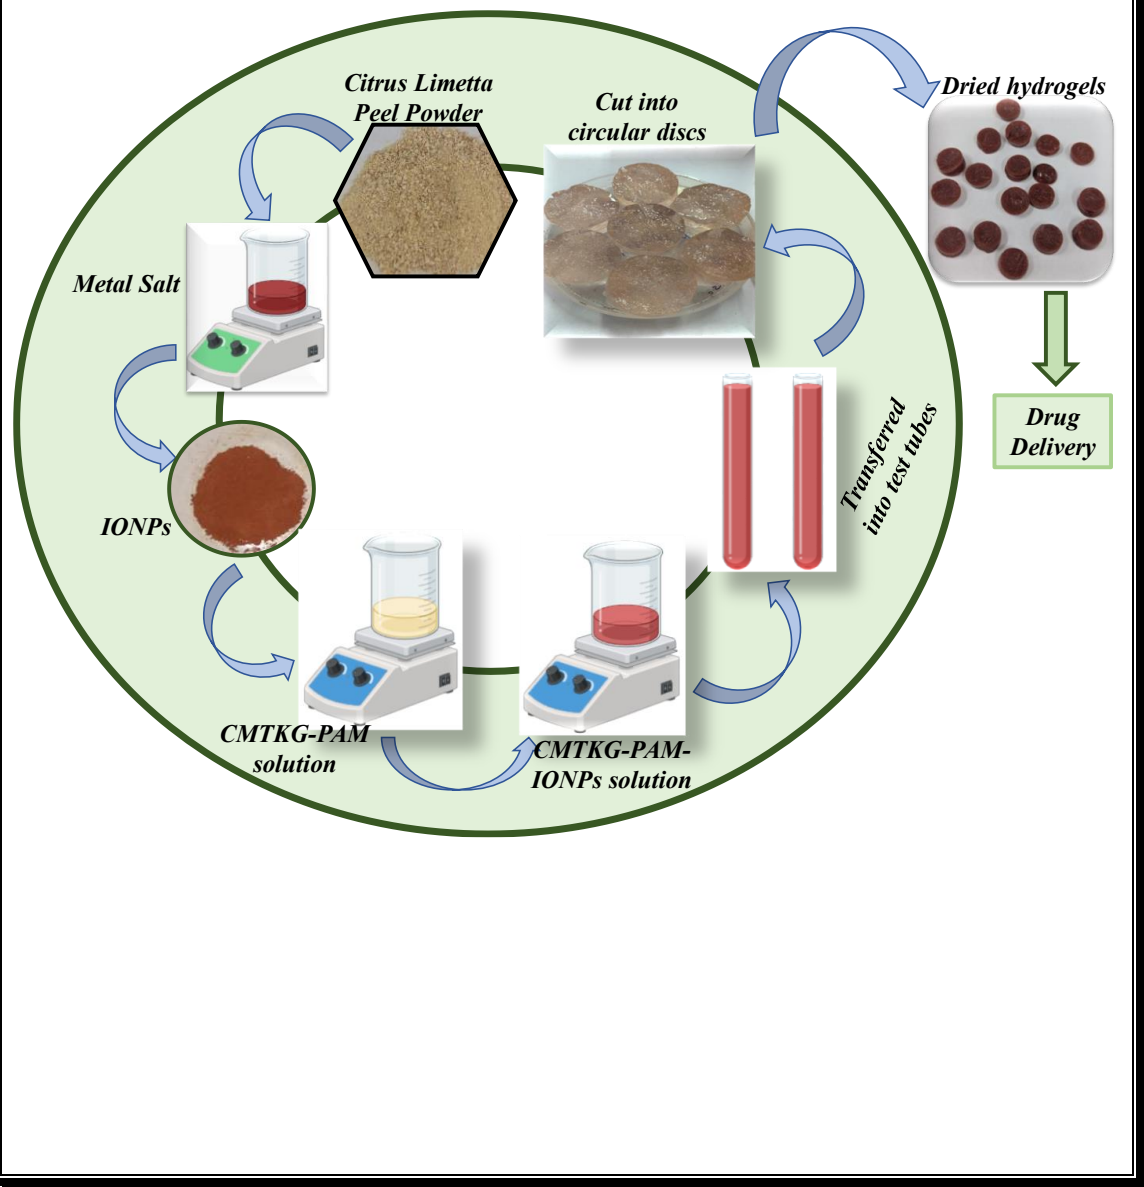 Citrus Limetta
Peel Powder
Metal Salt
IONPs
CMTKG-PAM
solution
CMTKG-PAM-
IONPs solution
Transferred
into test tubes
Cut into
circular discs
Dried hydrogels
Drug
Delivery